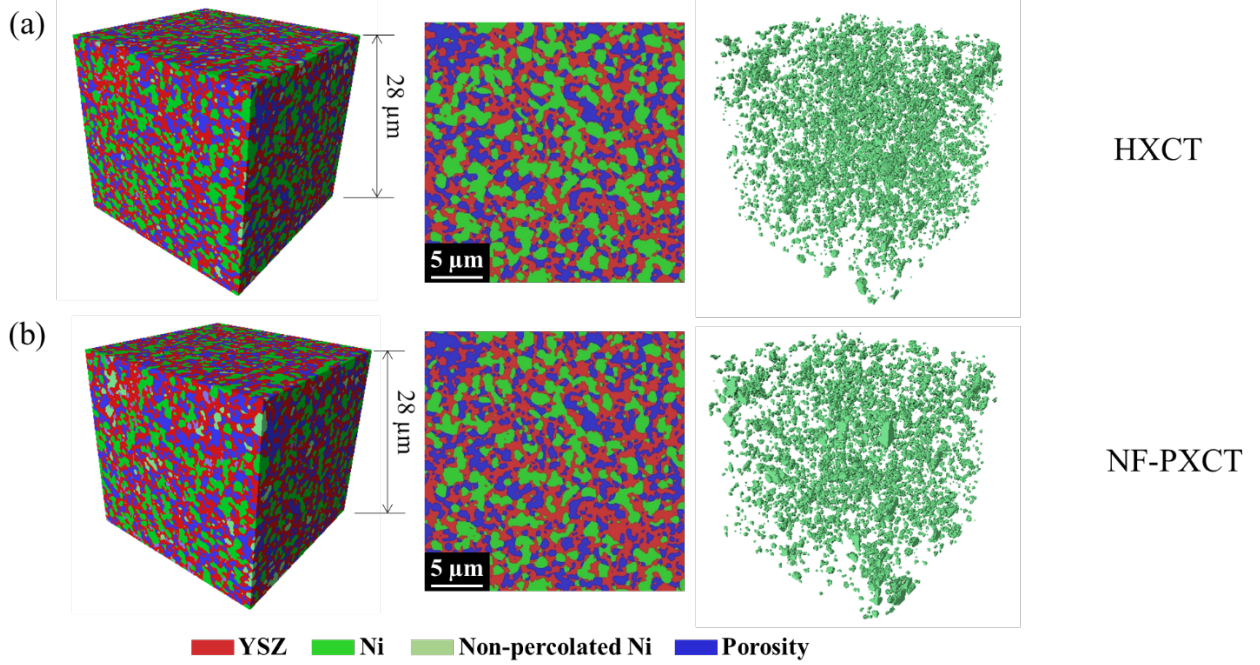 (a)
28 µm
5 µm
HXCT
(b)
28 µm
5 µm
NF-PXCT
YSZ Ni Non-percolated Ni Porosity